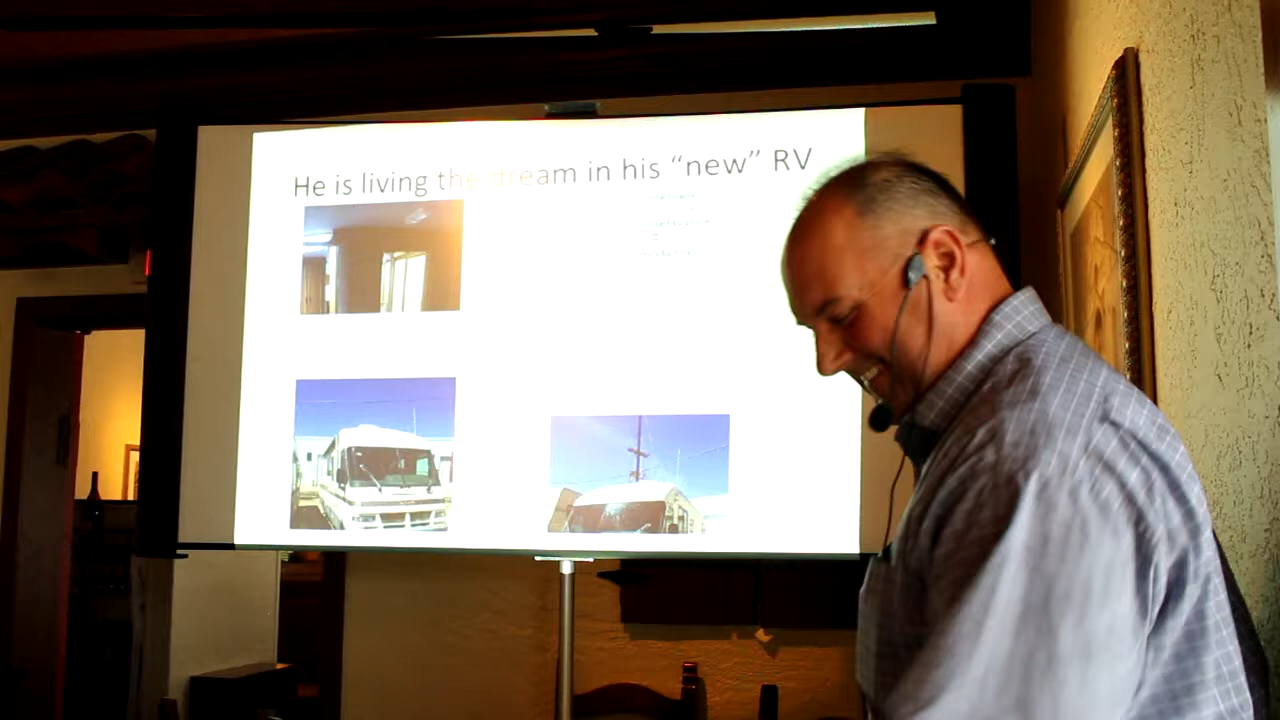 He is living the dream in his “new” RV